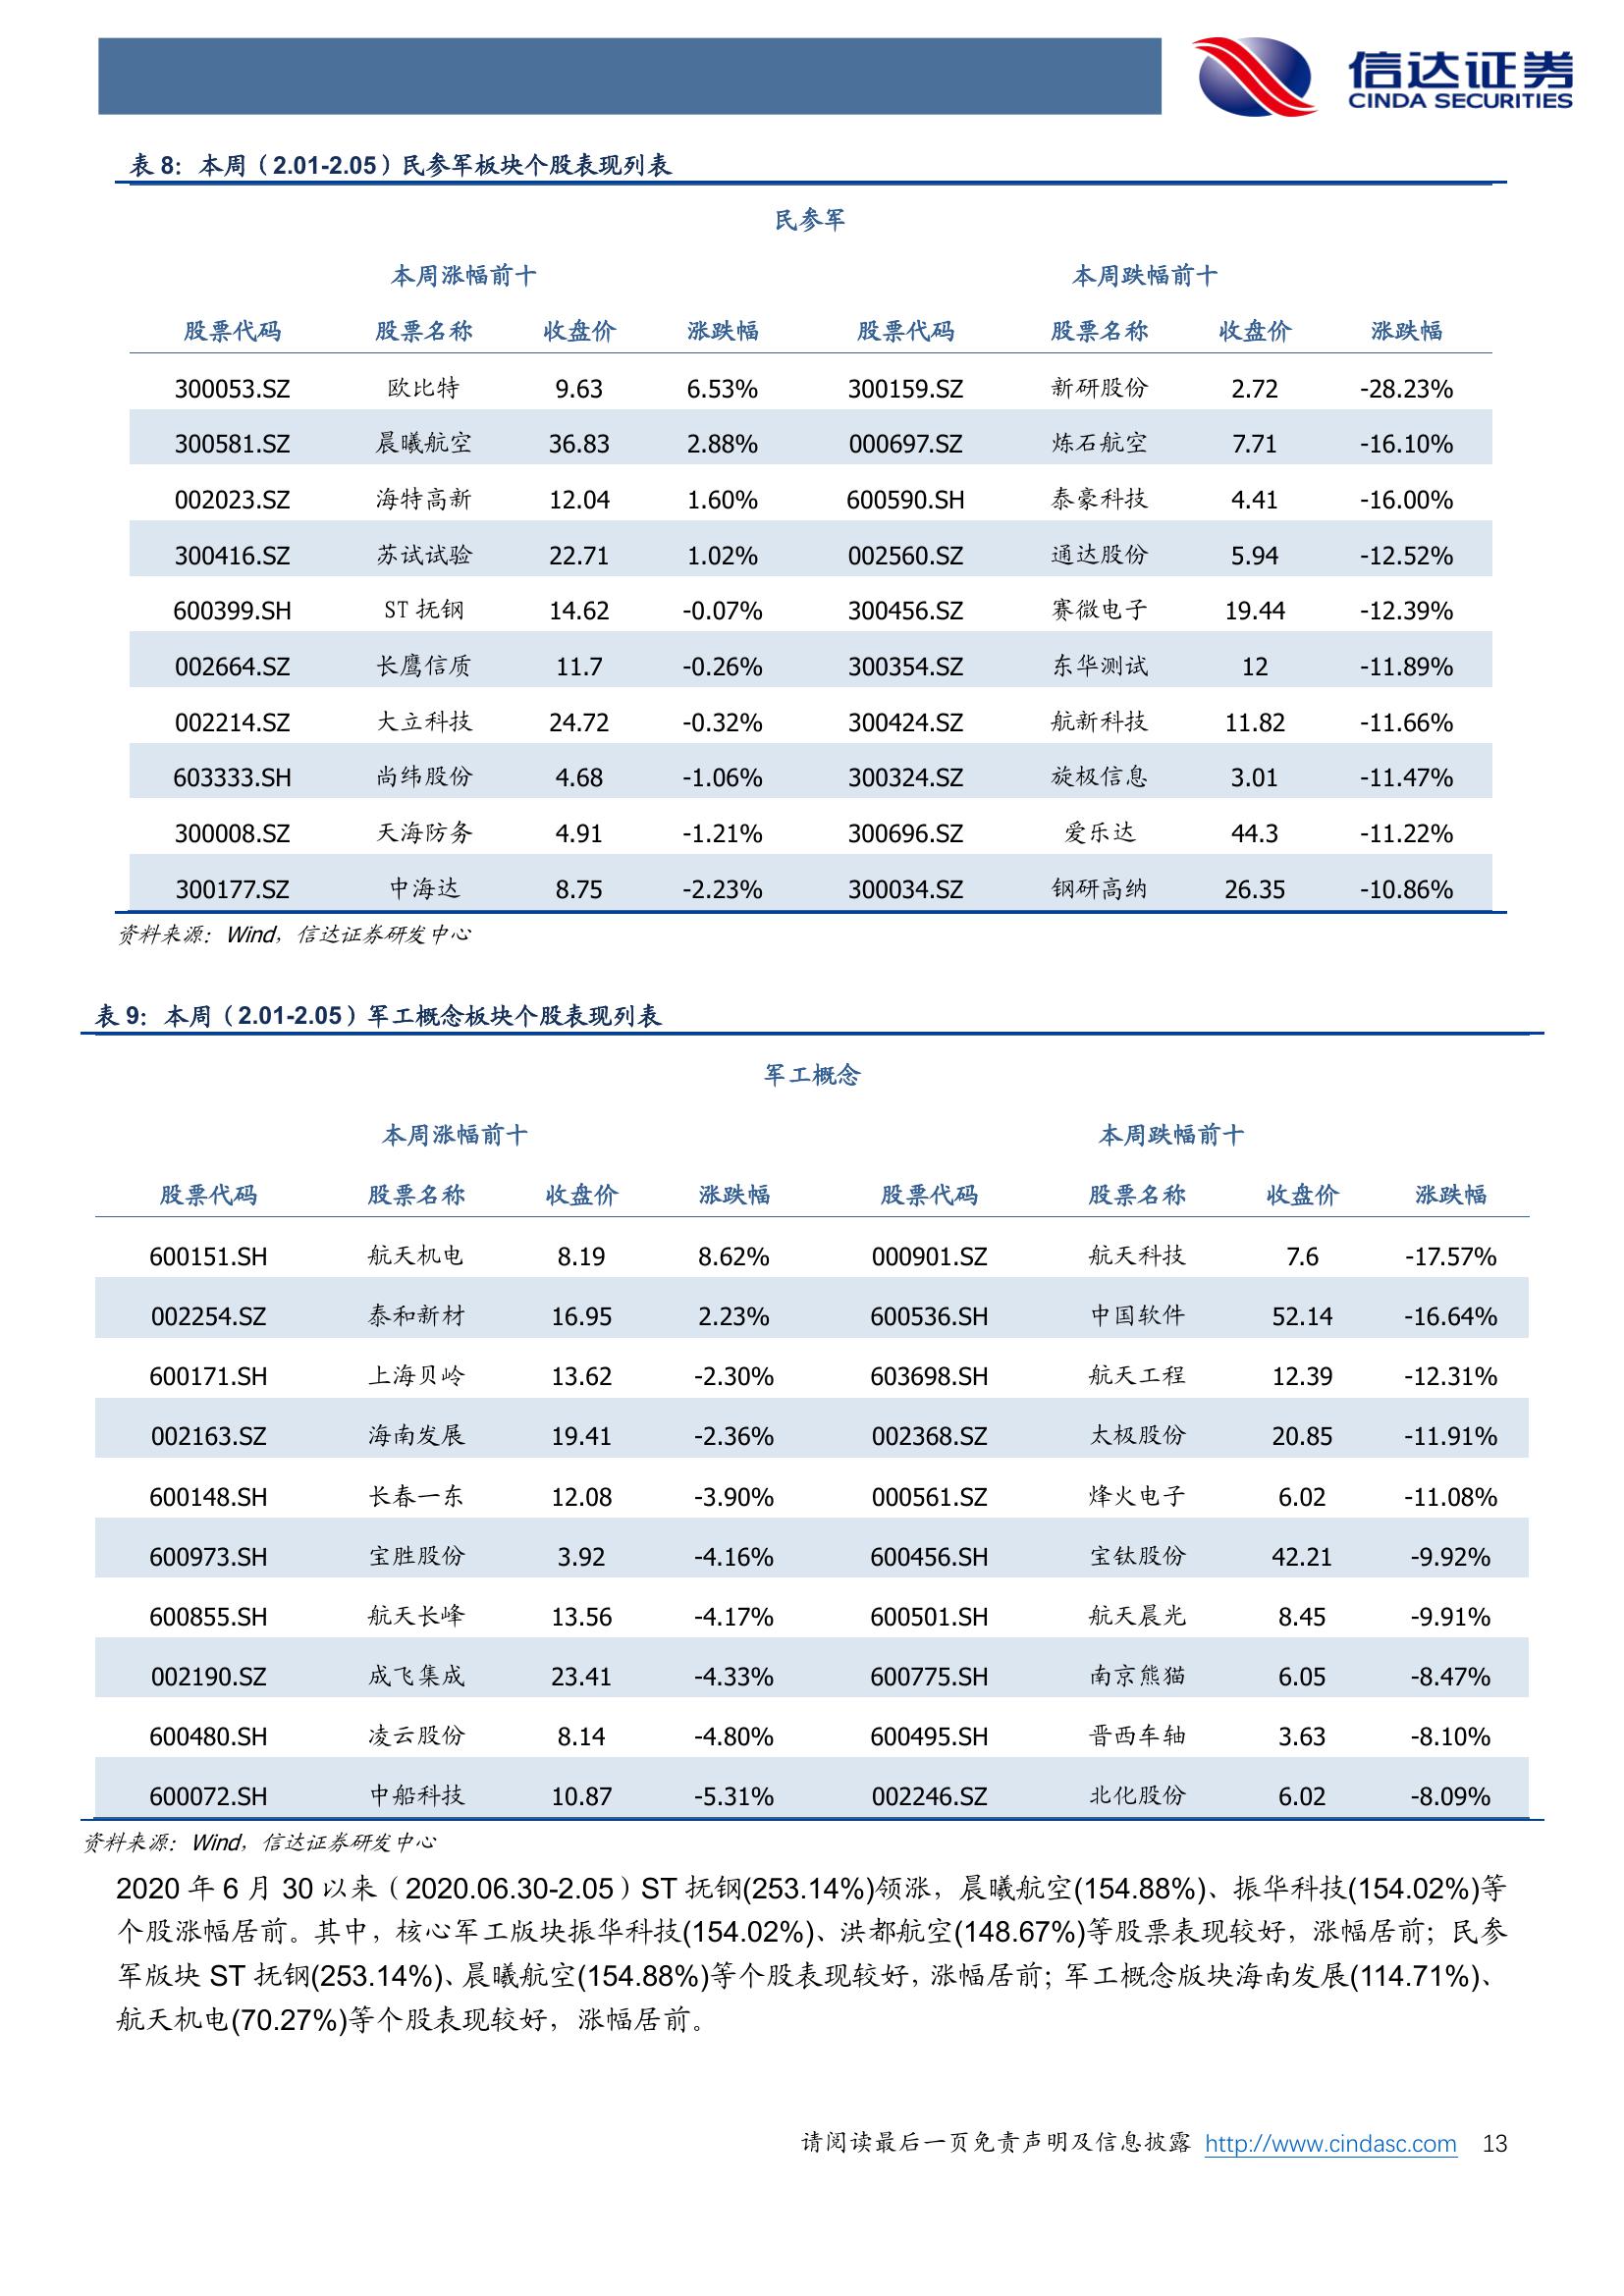 信达证券
CINDA SECURITIES
表 8：本周（2.01-2.05）民参军板块个股表现列表
民参军
本周涨幅前十 本周跌幅前十
股票代码 股票名称 收盘价 涨跌幅 股票代码 股票名称 收盘价 涨跌幅
300053.SZ 欧比特 9.63 6.53% 300159.SZ 新研股份 2.72 -28.23%
300581.SZ 晨曦航空 36.83 2.88% 000697.SZ 炼石航空 7.71 -16.10%
002023.SZ 海特高新 12.04 1.60% 600590.SH 泰豪科技 4.41 -16.00%
300416.SZ 苏试试验 22.71 1.02% 002560.SZ 通达股份 5.94 -12.52%
600399.SH ST 抚钢 14.62 -0.07% 300456.SZ 赛微电子 19.44 -12.39%
002664.SZ 长鹰信质 11.7 -0.26% 300354.SZ 东华测试 12 -11.89%
002214.SZ 大立科技 24.72 -0.32% 300424.SZ 航新科技 11.82 -11.66%
603333.SH 尚纬股份 4.68 -1.06% 300324.SZ 旋极信息 3.01 -11.47%
300008.SZ 天海防务 4.91 -1.21% 300696.SZ 爱乐达 44.3 -11.22%
300177.SZ 中海达 8.75 -2.23% 300034.SZ 钢研高纳 26.35 -10.86%
资料来源：Wind，信达证券研发中心
表 9：本周（2.01-2.05）军工概念板块个股表现列表
军工概念
本周涨幅前十 本周跌幅前十
股票代码 股票名称 收盘价 涨跌幅 股票代码 股票名称 收盘价 涨跌幅
600151.SH 航天机电 8.19 8.62% 000901.SZ 航天科技 7.6 -17.57%
002254.SZ 泰和新材 16.95 2.23% 600536.SH 中国软件 52.14 -16.64%
600171.SH 上海贝岭 13.62 -2.30% 603698.SH 航天工程 12.39 -12.31%
002163.SZ 海南发展 19.41 -2.36% 002368.SZ 太极股份 20.85 -11.91%
600148.SH 长春一东 12.08 -3.90% 000561.SZ 烽火电子 6.02 -11.08%
600973.SH 宝胜股份 3.92 -4.16% 600456.SH 宝钛股份 42.21 -9.92%
600855.SH 航天长峰 13.56 -4.17% 600501.SH 航天晨光 8.45 -9.91%
002190.SZ 成飞集成 23.41 -4.33% 600775.SH 南京熊猫 6.05 -8.47%
600480.SH 凌云股份 8.14 -4.80% 600495.SH 晋西车轴 3.63 -8.10%
600072.SH 中船科技 10.87 -5.31% 002246.SZ 北化股份 6.02 -8.09%
资料来源：Wind，信达证券研发中心
2020 年 6 月 30 以来（2020.06.30-2.05）ST 抚钢(253.14%)领涨，晨曦航空(154.88%)、振华科技(154.02%)等
个股涨幅居前。其中，核心军工版块振华科技(154.02%)、洪都航空(148.67%)等股票表现较好，涨幅居前；民参
军版块 ST 抚钢(253.14%)、晨曦航空(154.88%)等个股表现较好，涨幅居前；军工概念版块海南发展(114.71%)、
航天机电(70.27%)等个股表现较好，涨幅居前。
请阅读最后一页免责声明及信息披露 http://www.cindasc.com 13